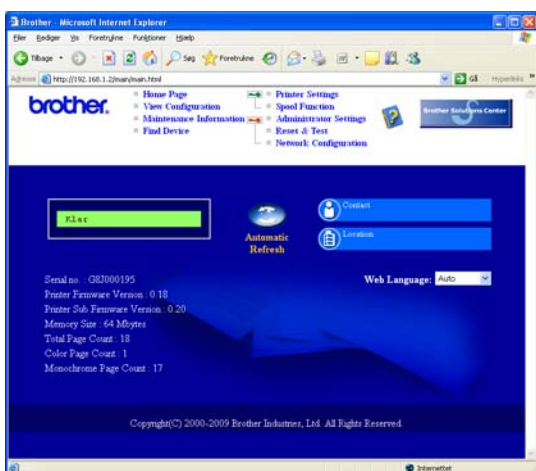 Brother - Microsoft Internet Explorer
Filer Rediger Vis Foretrukne Funktioner Hjælp
Tilbage Søg Foretrukne
Adresse http://192.168.1.2/main/main.html Gå Hyperlinks
brother.
Home Page
View Configuration
Maintenance Information
Find Device
Printer Settings
Spool Function
Administrator Settings
Reset & Test
Network Configuration
Brother Solutions Center
Klar
Automatic
Refresh
Contact
Location
Web Language: Auto
Serial no. : G8J000195
Printer Firmware Version : 0.18
Printer Sub Firmware Version : 0.20
Memory Size : 64 Mbytes
Total Page Count : 18
Color Page Count : 1
Monochrome Page Count : 17
Copyright(C) 2000-2009 Brother Industries, Ltd. All Rights Reserved.
Internettet